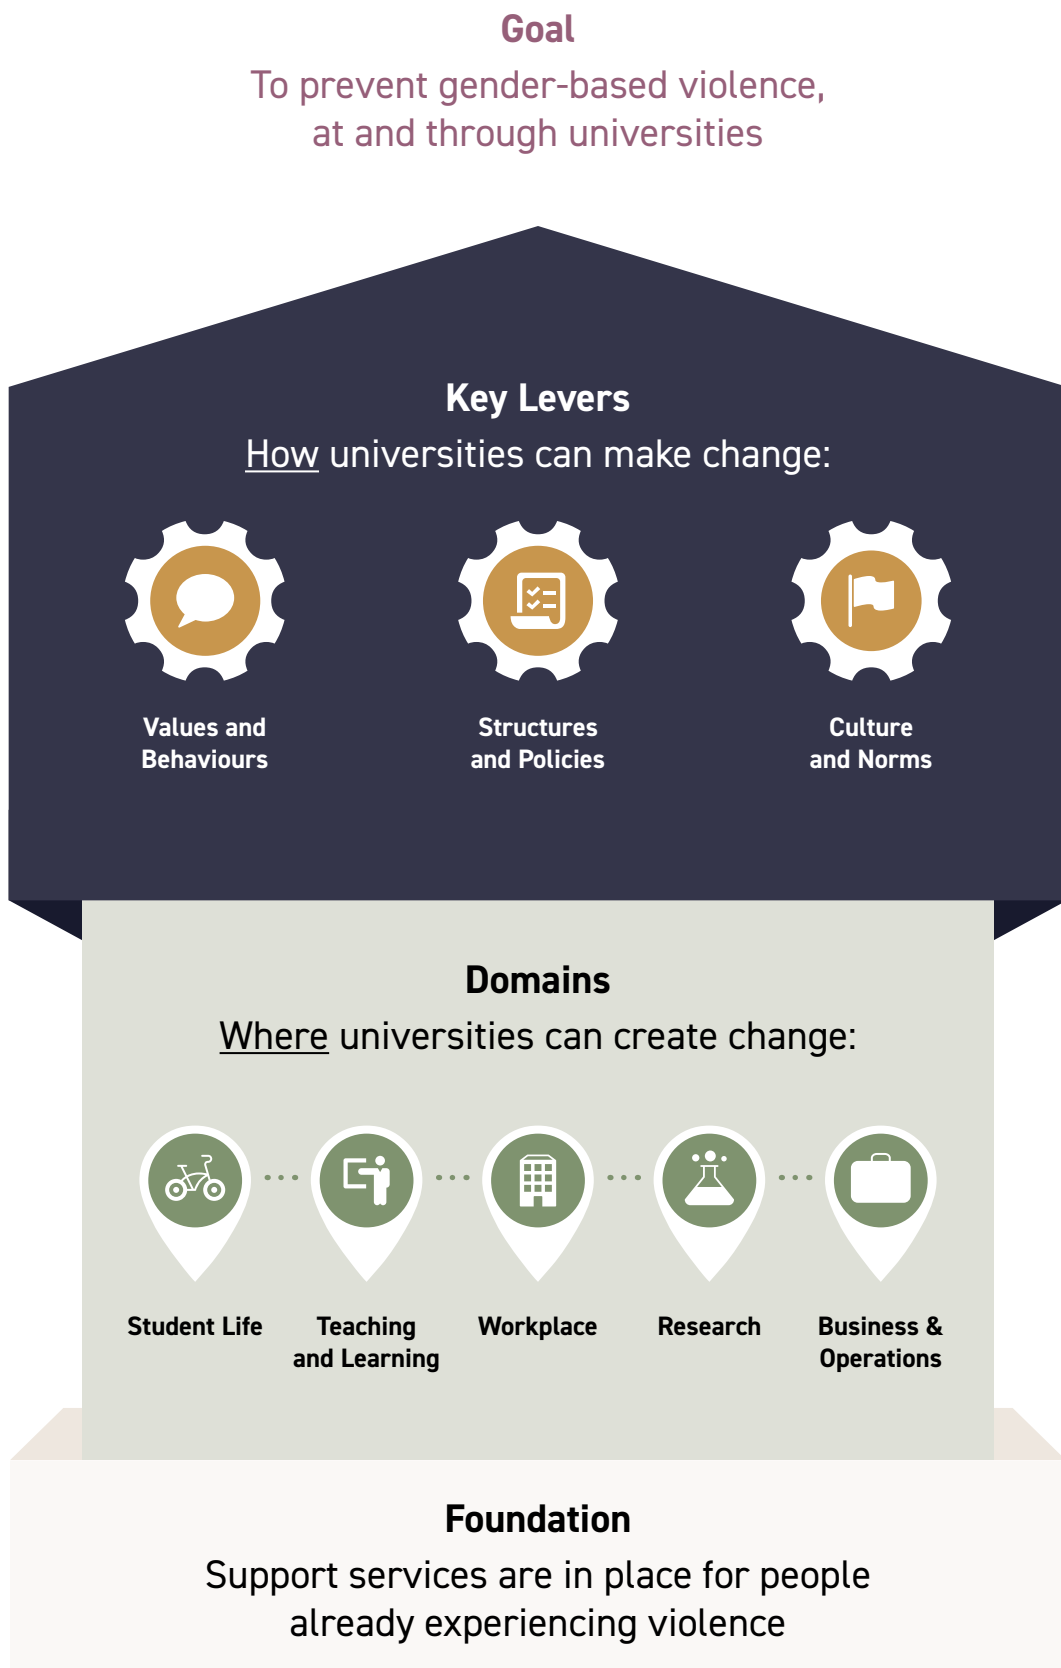 Goal
To prevent gender-based violence,
at and through universities
Key Levers
How universities can make change:
Values and
Behaviours
Structures
and Policies
Culture
and Norms
Domains
Where universities can create change:
Student Life
Teaching
and Learning
Workplace
Research
Business &
Operations
Foundation
Support services are in place for people
already experiencing violence